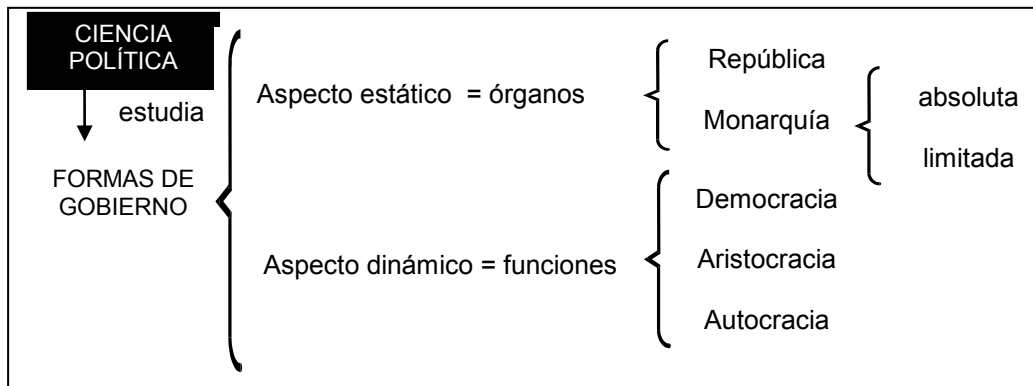 CIENCIA
POLÍTICA
estudia
FORMAS DE
GOBIERNO
Aspecto estático = órganos
República
Monarquía
absoluta
limitada
Aspecto dinámico = funciones
Democracia
Aristocracia
Autocracia